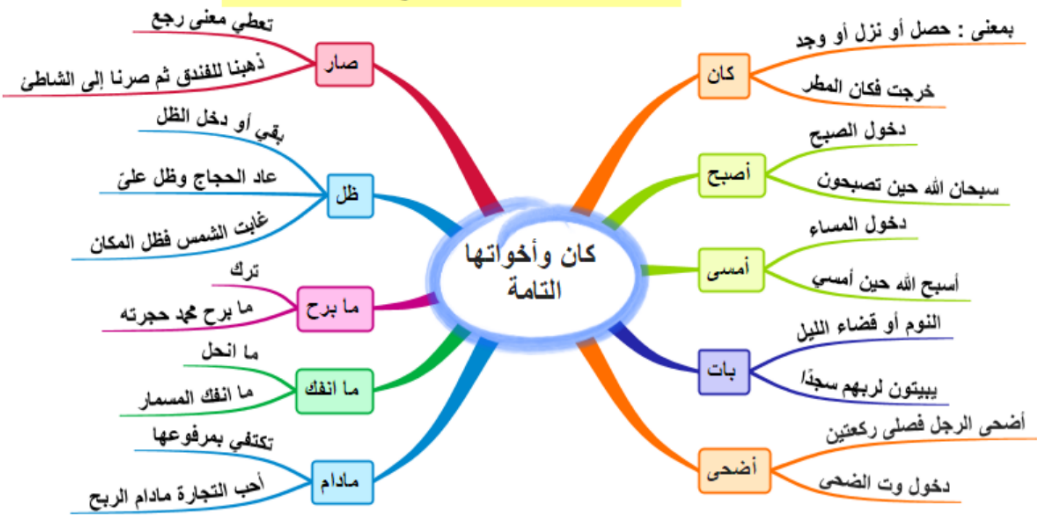 كان وأخواتها
التامة
كان
بمعنى : حصل أو نزل أو وجد
خرجت فكان المطر
أصبح
دخول الصبح
سبحان الله حين تصبحون
أمسى
دخول المساء
أسبح الله حين أمسي
بات
النوم أو قضاء الليل
يبيتون لربهم سجدًا
أضحى
أضحى الرجل فصلى ركعتين
دخول وت الضحى
صار
تعطي معنى رجع
ذهبنا للفندق ثم صرنا إلى الشاطئ
ظل
بقي أو دخل الظل
عاد الحجاج وظل عليّ
غابت الشمس فظل المكان
ما برح
ترك
ما برح محمد حجرته
ما انفك
ما انحل
ما انفك المسمار
مادام
تكتفي بمرفوعها
أحب التجارة مادام الربح